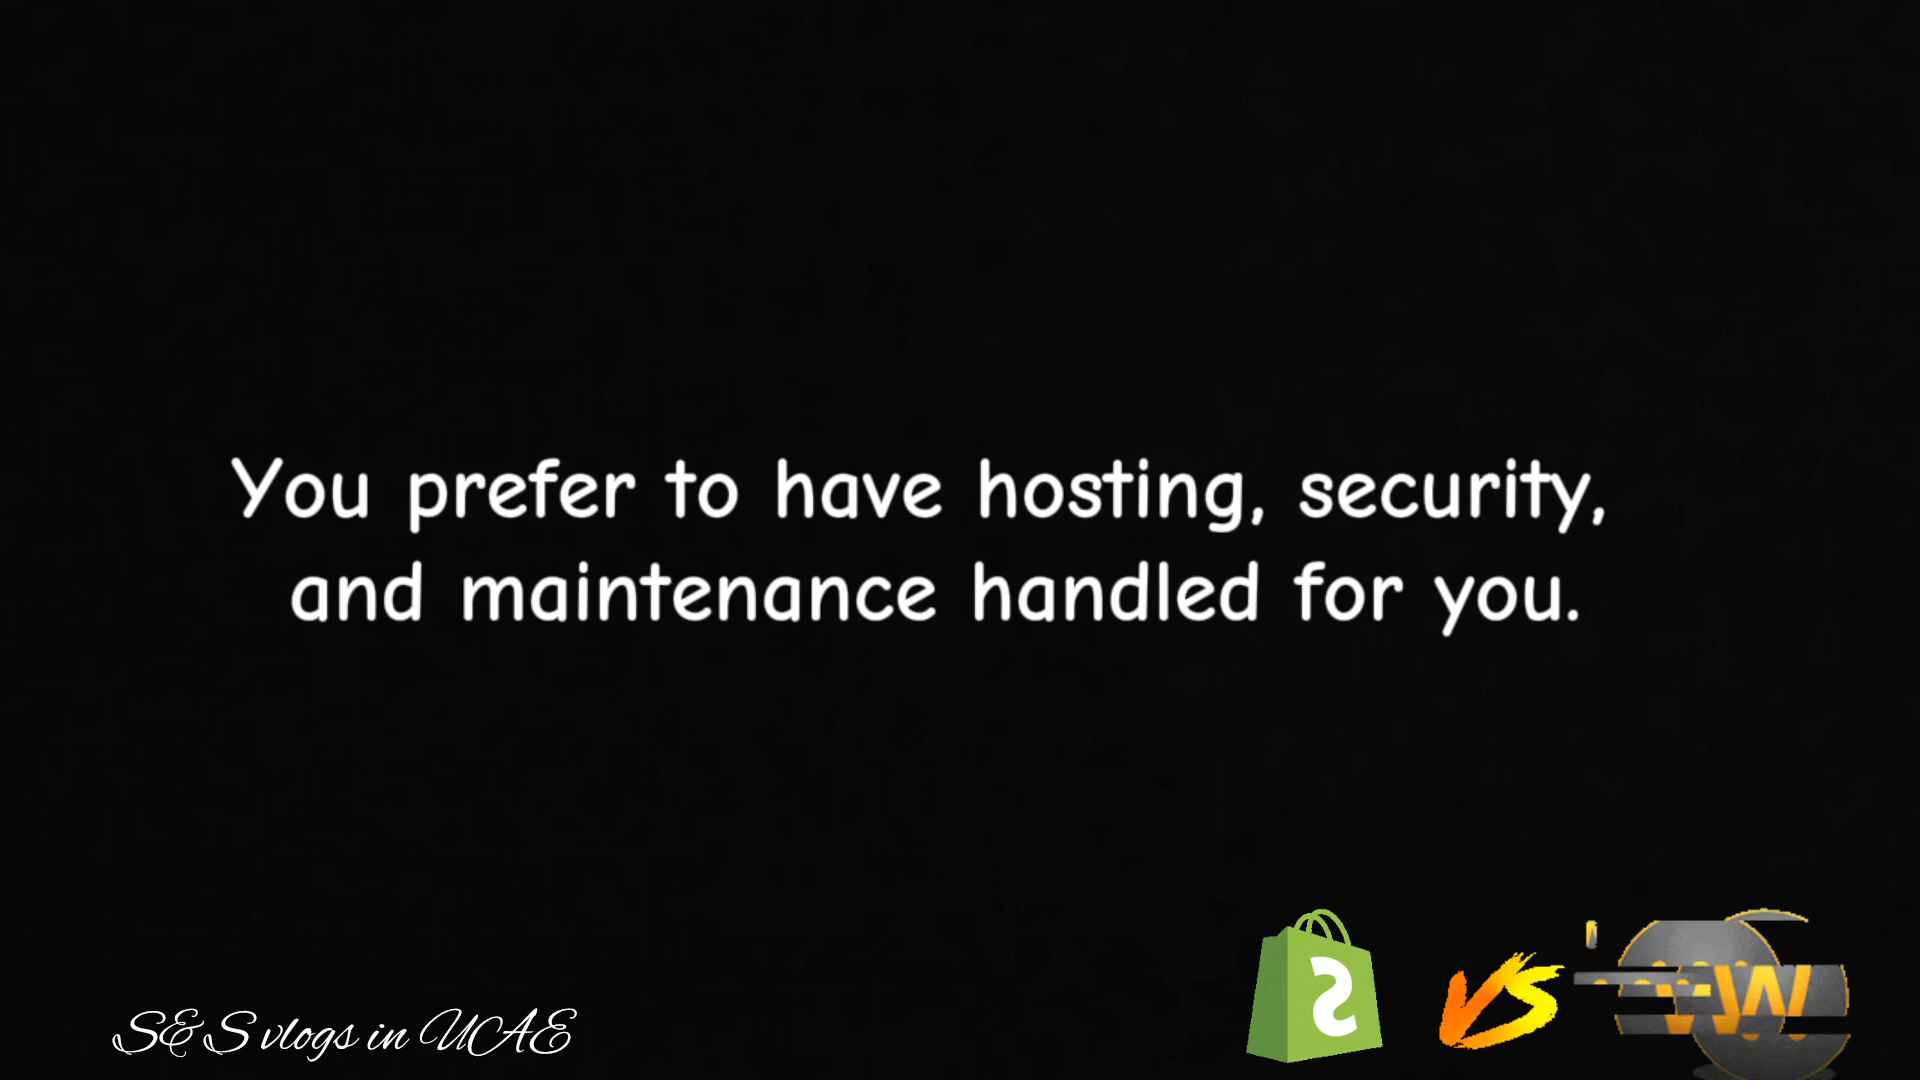 You prefer to have hosting, security,
and maintenance handled for you.
S&S vlogs in UAE
S VS W